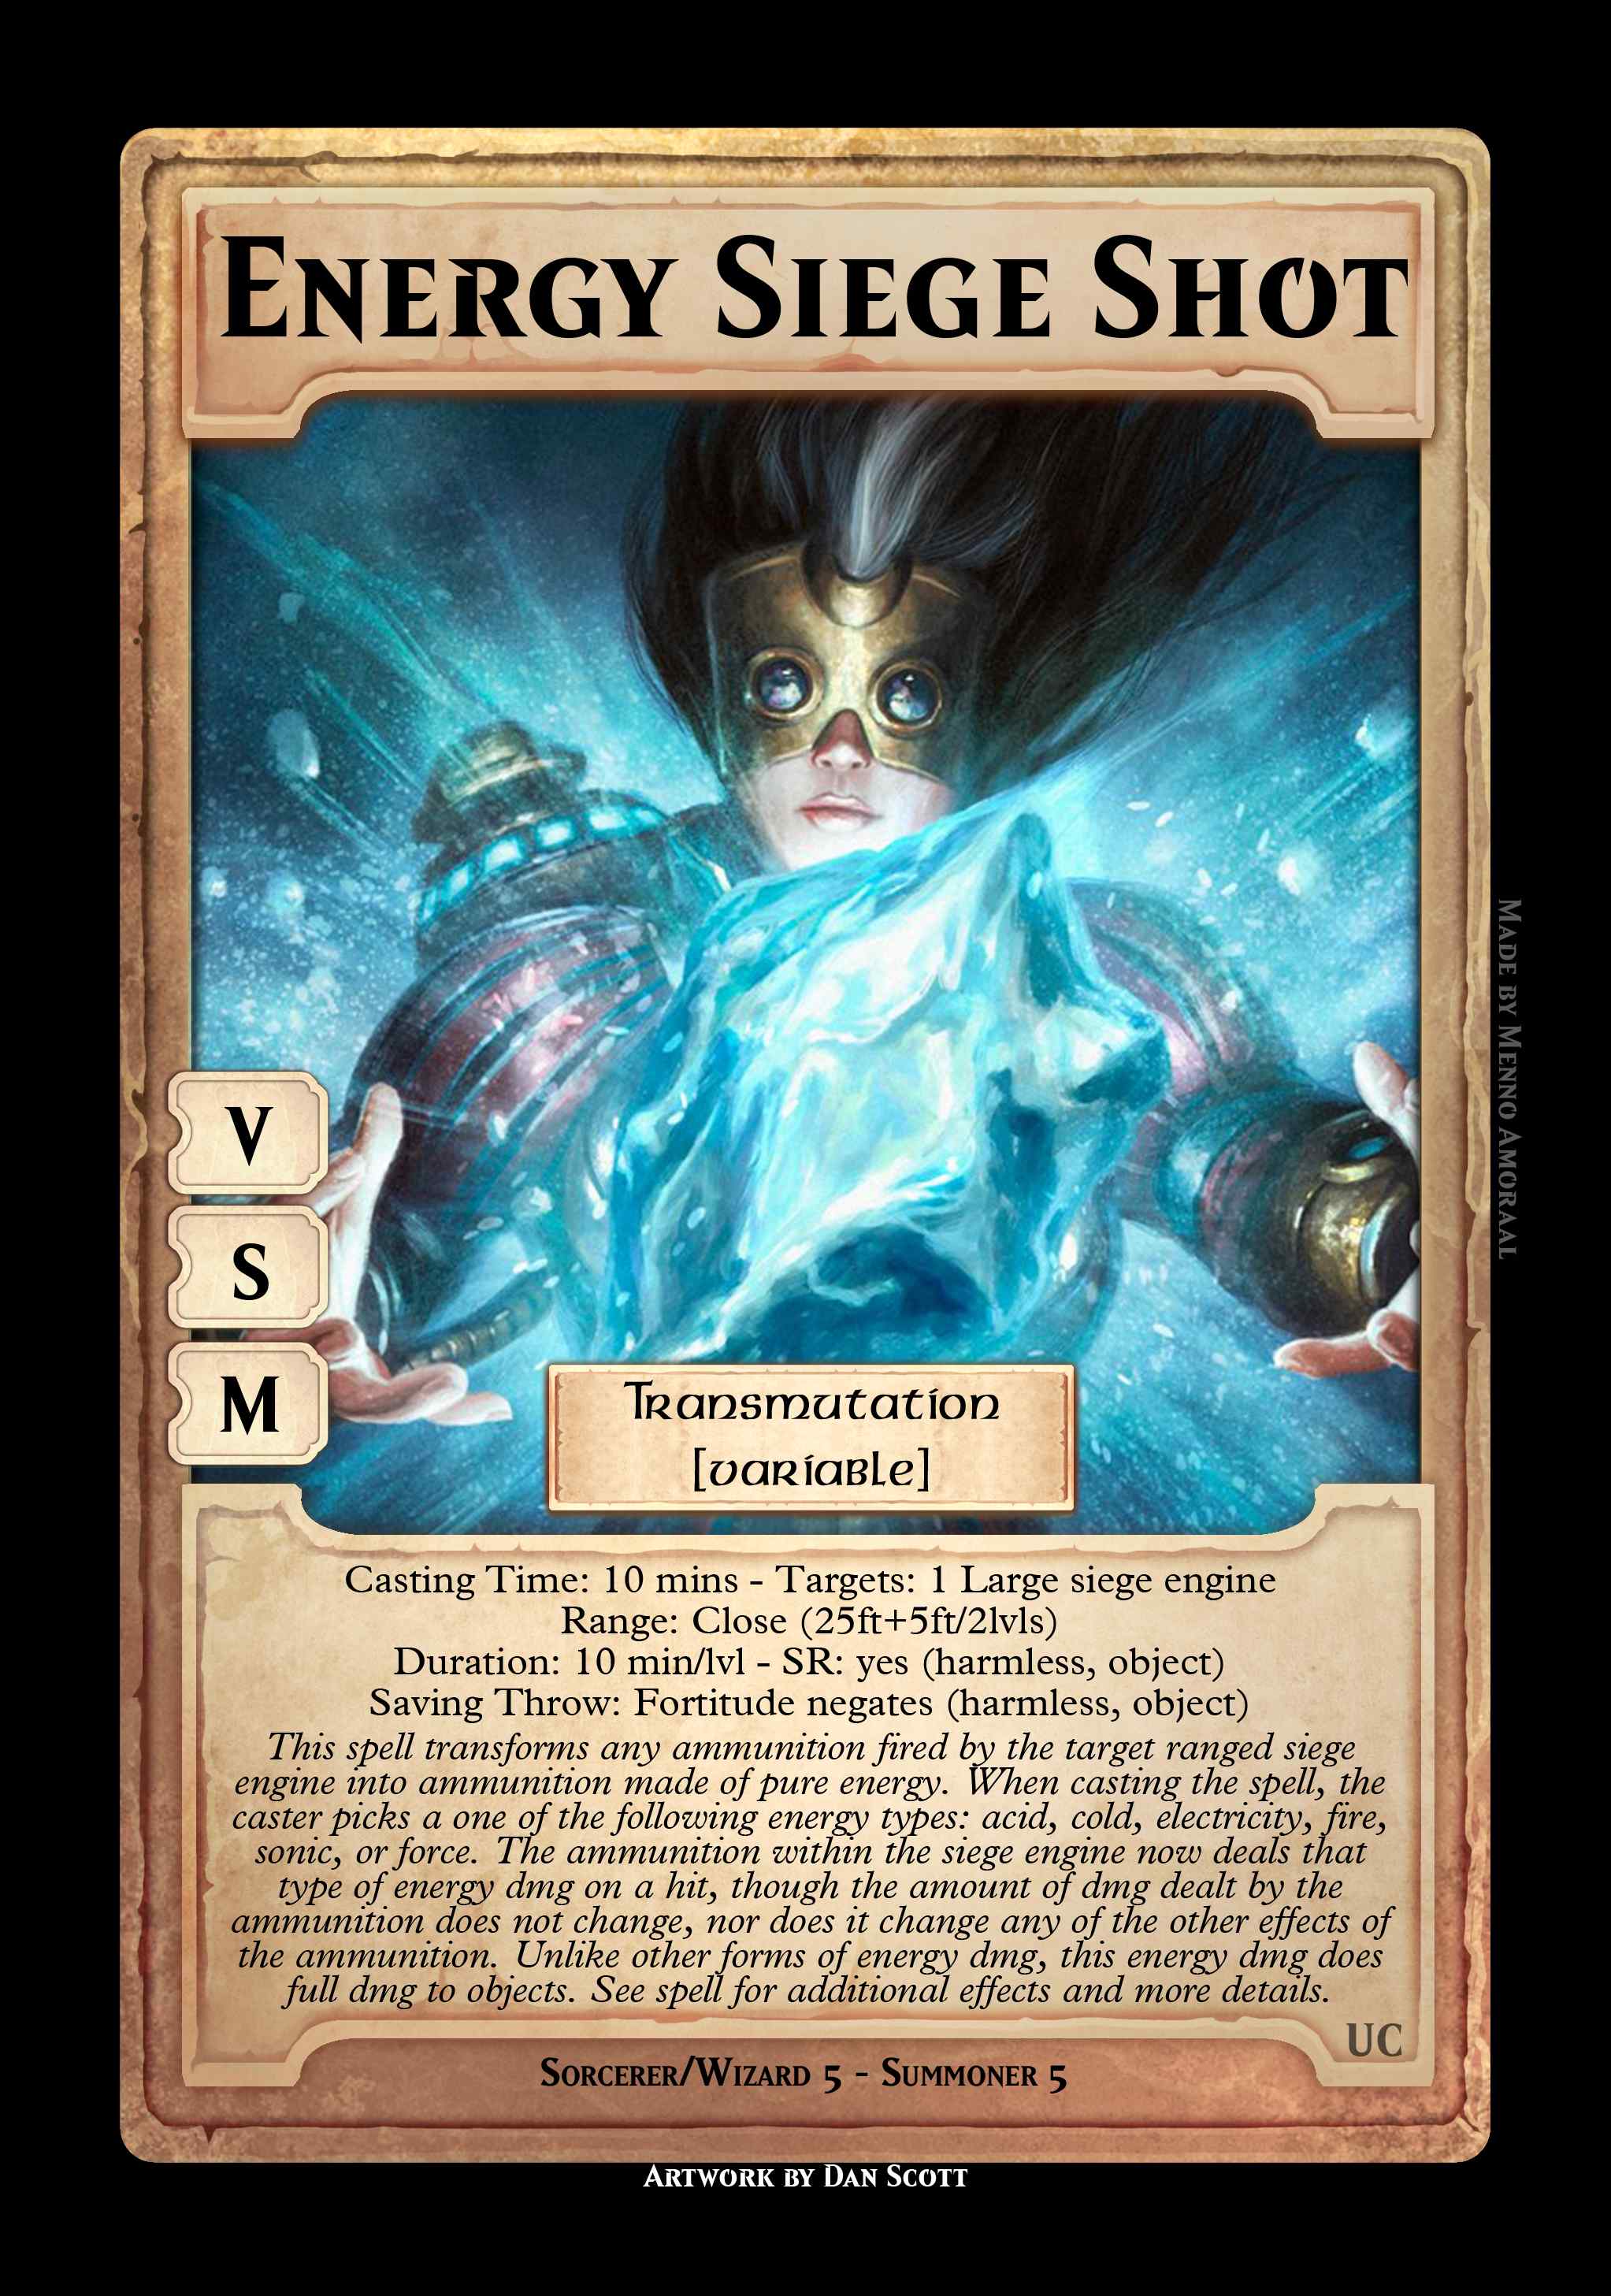 Energy Siege Shot
V
S
M
Transmutation
[variable]
Casting Time: 10 mins - Targets: 1 Large siege engine
Range: Close (25ft+5ft/2lvls)
Duration: 10 min/lvl - SR: yes (harmless, object)
Saving Throw: Fortitude negates (harmless, object)
This spell transforms any ammunition fired by the target ranged siege
engine into ammunition made of pure energy. When casting the spell, the
caster picks a one of the following energy types: acid, cold, electricity, fire,
sonic, or force. The ammunition within the siege engine now deals that
type of energy dmg on a hit, though the amount of dmg dealt by the
ammunition does not change, nor does it change any of the other effects of
the ammunition. Unlike other forms of energy dmg, this energy dmg does
full dmg to objects. See spell for additional effects and more details.
UC
Sorcerer/Wizard 5 - Summoner 5
Artwork by Dan Scott
Made by Menno Amoraal